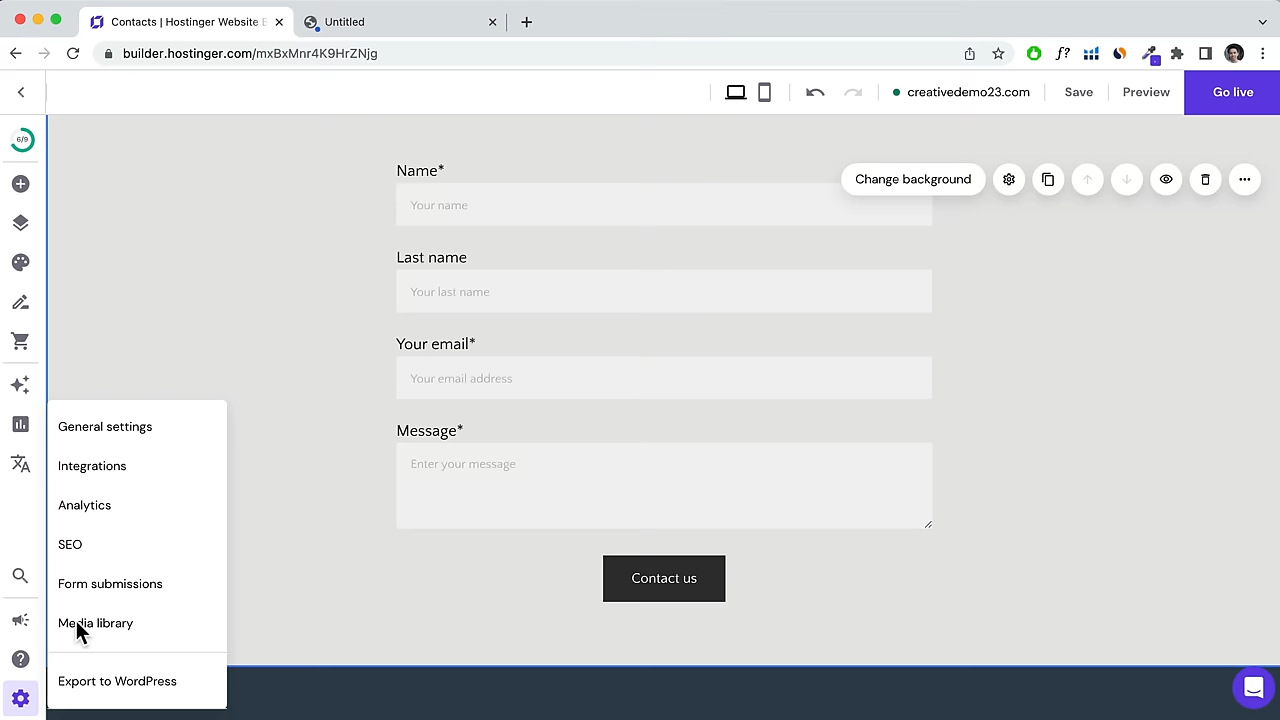 Contacts | Hostinger Website E
Untitled
builder.hostinger.com/mxBxMnr4K9HrZNjg
f?
creativedemo23.com
Save
Preview
Go live
6/9
Name*
Change background
Your name
Last name
Your last name
Your email*
Your email address
General settings
Message*
Integrations
Enter your message
Analytics
SEO
Form submissions
Contact us
Media library
Export to WordPress